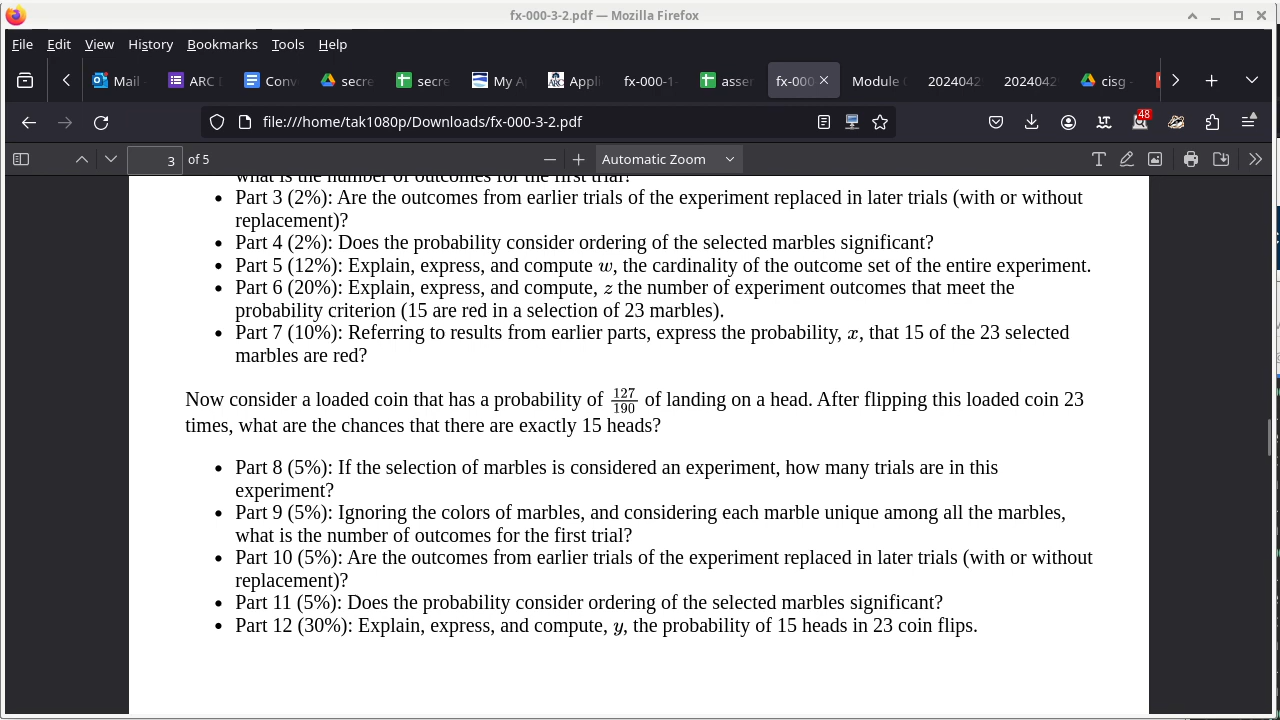 fx-000-3-2.pdf — Mozilla Firefox
File Edit View History Bookmarks Tools Help
Mail ARC Conv secre secre My A Appli fx-000-1- asse fx-000 Module 2024042 2024042 cisg -
file:///home/tak1080p/Downloads/fx-000-3-2.pdf 48
3 of 5 Automatic Zoom
what is the number of outcomes for the first trial?
• Part 3 (2%): Are the outcomes from earlier trials of the experiment replaced in later trials (with or without
replacement)?
• Part 4 (2%): Does the probability consider ordering of the selected marbles significant?
• Part 5 (12%): Explain, express, and compute w, the cardinality of the outcome set of the entire experiment.
• Part 6 (20%): Explain, express, and compute, z the number of experiment outcomes that meet the
probability criterion (15 are red in a selection of 23 marbles).
• Part 7 (10%): Referring to results from earlier parts, express the probability, x, that 15 of the 23 selected
marbles are red?
Now consider a loaded coin that has a probability of 127/190 of landing on a head. After flipping this loaded coin 23
times, what are the chances that there are exactly 15 heads?
• Part 8 (5%): If the selection of marbles is considered an experiment, how many trials are in this
experiment?
• Part 9 (5%): Ignoring the colors of marbles, and considering each marble unique among all the marbles,
what is the number of outcomes for the first trial?
• Part 10 (5%): Are the outcomes from earlier trials of the experiment replaced in later trials (with or without
replacement)?
• Part 11 (5%): Does the probability consider ordering of the selected marbles significant?
• Part 12 (30%): Explain, express, and compute, y, the probability of 15 heads in 23 coin flips.